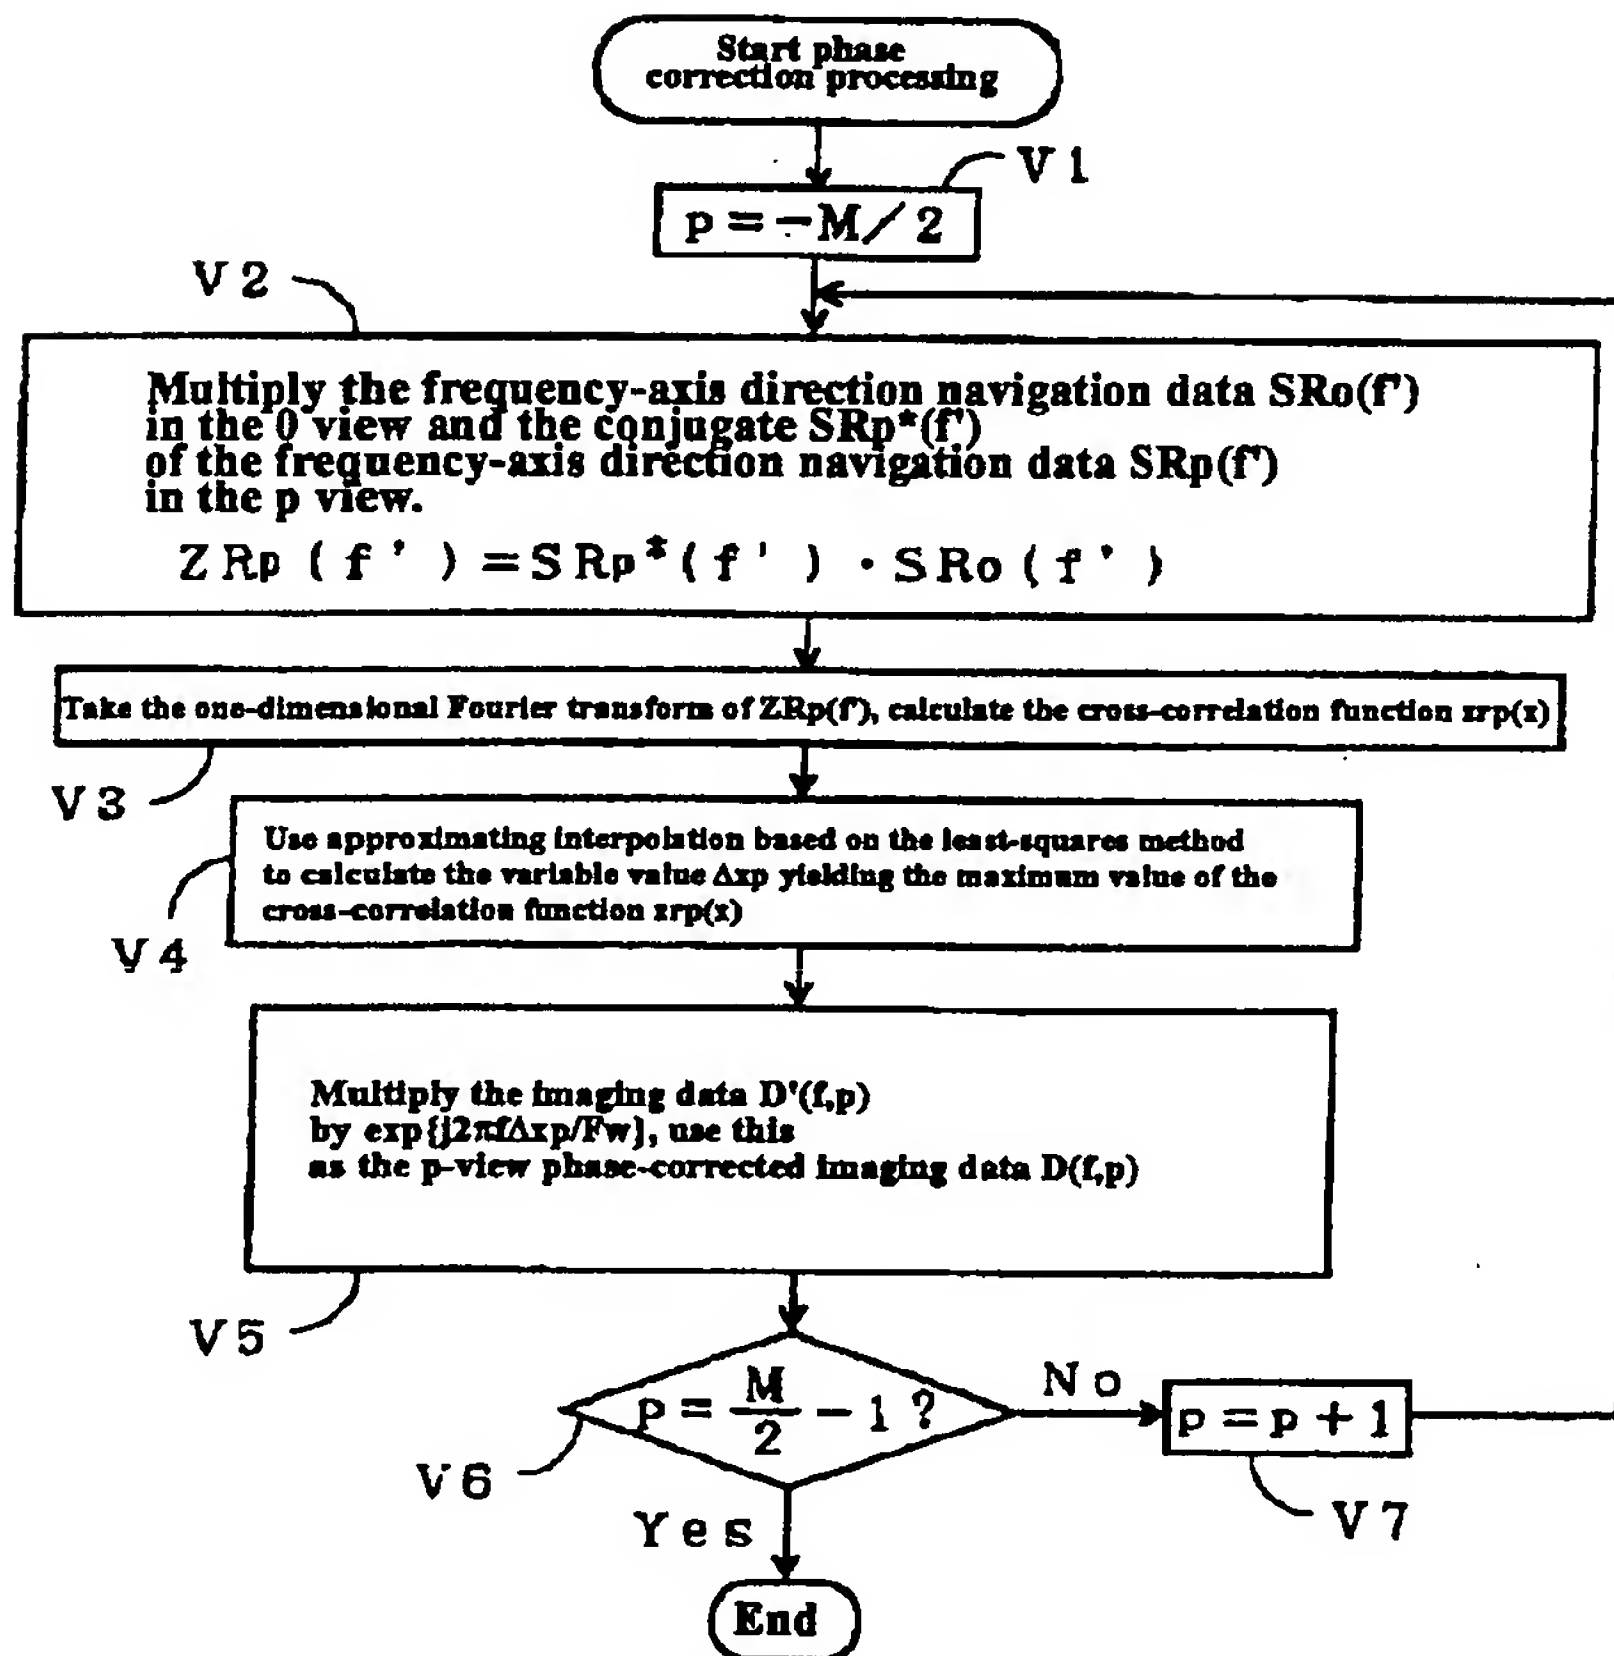 Start phase
correction processing
V1
p=-M/2
V2
Multiply the frequency-axis direction navigation data SRo(f')
in the 0 view and the conjugate SRp*(f')
of the frequency-axis direction navigation data SRp(f')
in the p view.
ZRp(f')=SRp*(f')·SRo(f')
Take the one-dimensional Fourier transform of ZRp(f'), calculate the cross-correlation function zrp(x)
V3
Use approximating interpolation based on the least-squares method
to calculate the variable value Δxp yielding the maximum value of the
cross-correlation function zrp(x)
V4
Multiply the imaging data D'(f,p)
by exp{j2πfΔxp/Fw}, use this
as the p-view phase-corrected imaging data D(f,p)
V5
p=M/2-1?
No
p=p+1
V6
V7
Yes
End